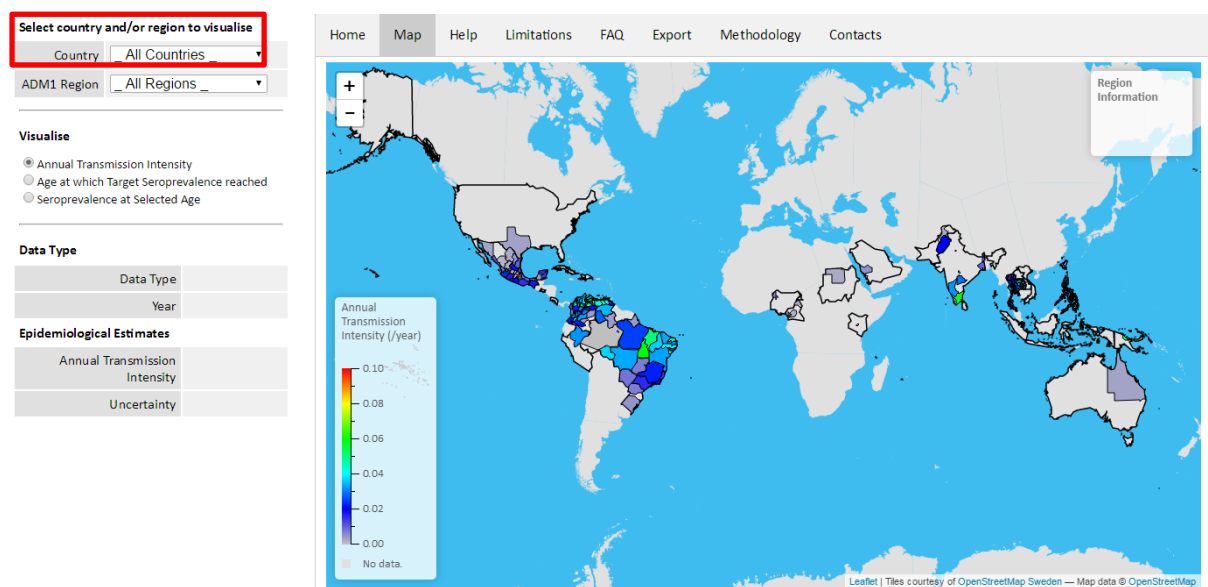 Select country and/or region to visualise
Country _ All Countries _
ADM1 Region _ All Regions _
Visualise
Annual Transmission Intensity
Age at which Target Seroprevalence reached
Seroprevalence at Selected Age
Data Type
Data Type
Year
Epidemiological Estimates
Annual Transmission
Intensity
Uncertainty
Home Map Help Limitations FAQ Export Methodology Contacts
+
−
Region
Information
Annual
Transmission
Intensity (/year)
0.10
0.08
0.06
0.04
0.02
0.00
No data.
Leaflet | Tiles courtesy of OpenStreetMap Sweden — Map data © OpenStreetMap